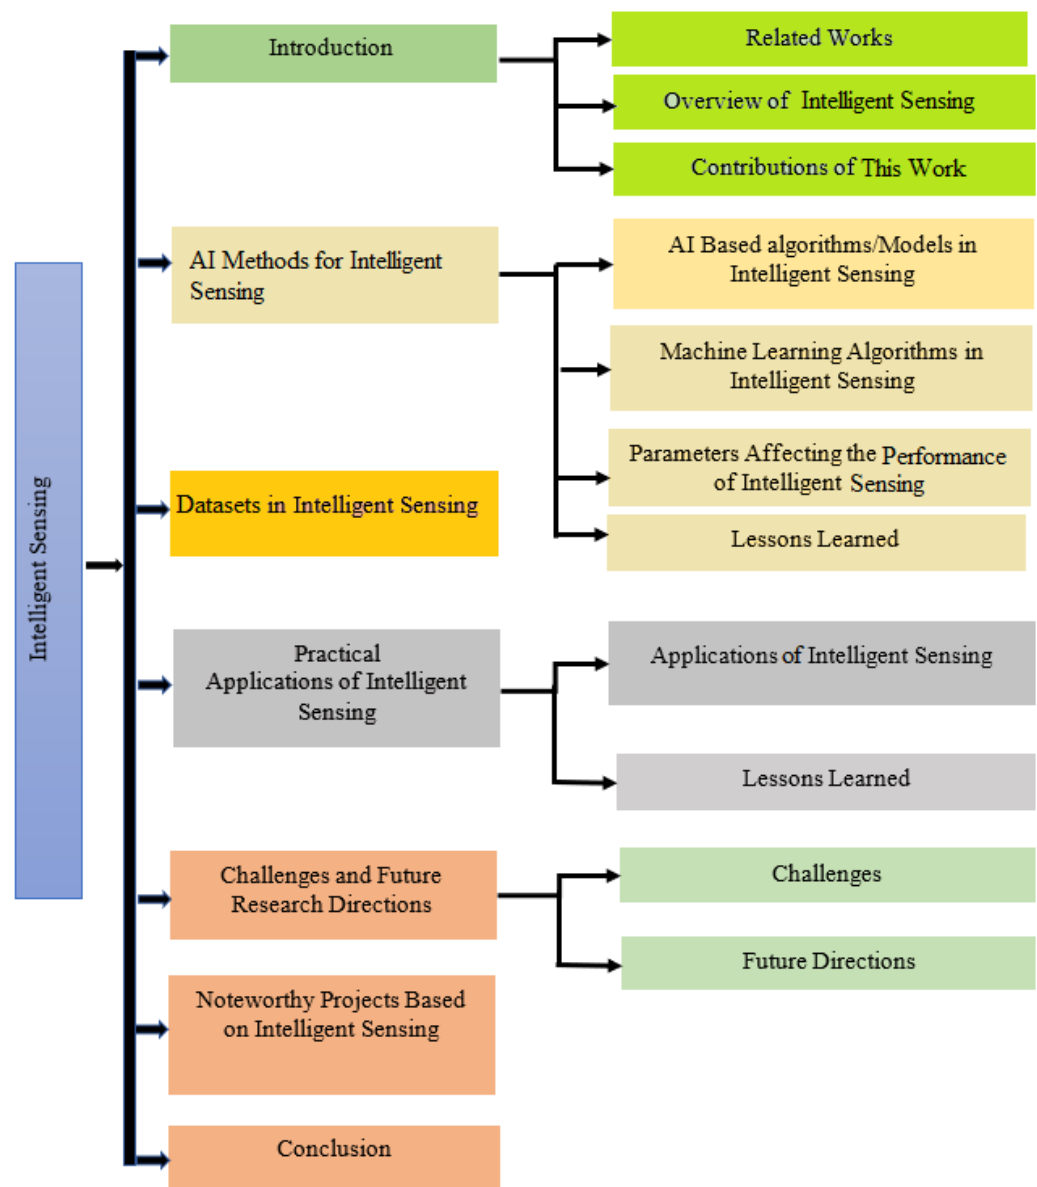 Intelligent Sensing
Introduction
Related Works
Overview of Intelligent Sensing
Contributions of This Work
AI Methods for Intelligent
Sensing
AI Based algorithms/Models in
Intelligent Sensing
Machine Learning Algorithms in
Intelligent Sensing
Parameters Affecting the Performance
of Intelligent Sensing
Lessons Learned
Datasets in Intelligent Sensing
Practical
Applications of Intelligent
Sensing
Applications of Intelligent Sensing
Lessons Learned
Challenges and Future
Research Directions
Challenges
Future Directions
Noteworthy Projects Based
on Intelligent Sensing
Conclusion